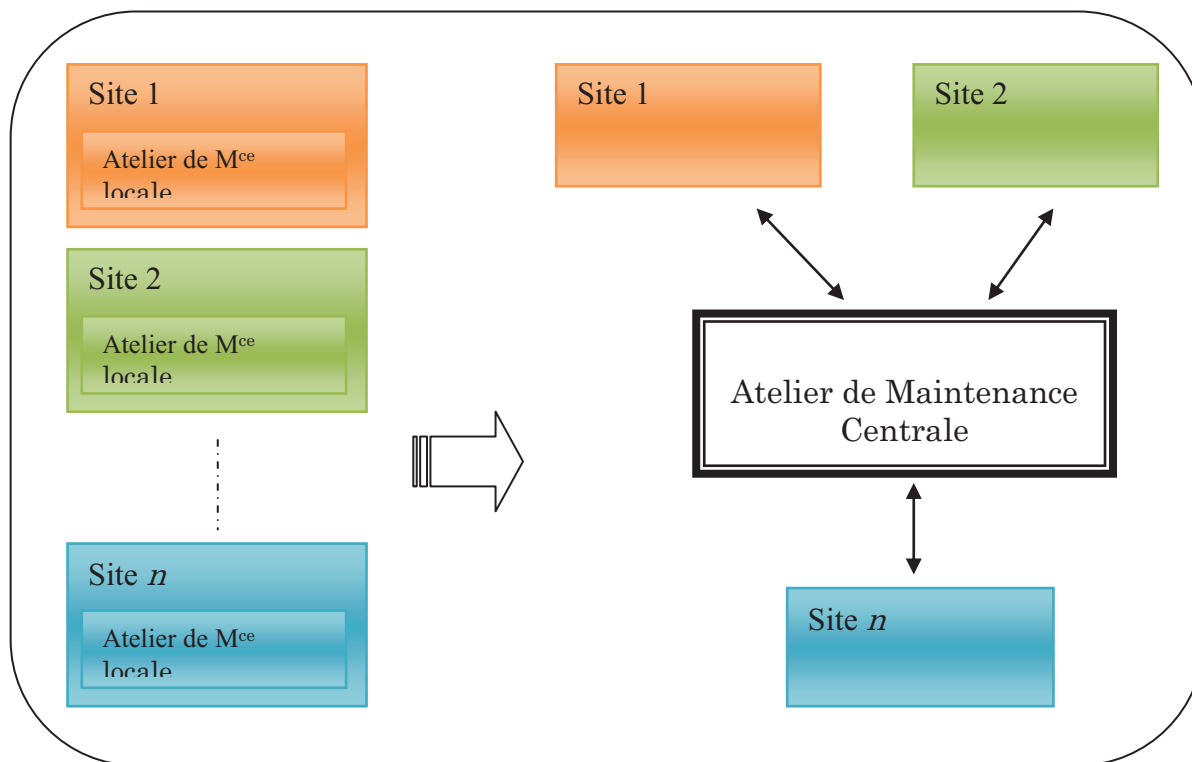 Site 1
Atelier de Mce
locale
Site 2
Atelier de Mce
locale
Site n
Atelier de Mce
locale
Site 1
Site 2
Atelier de Maintenance
Centrale
Site n